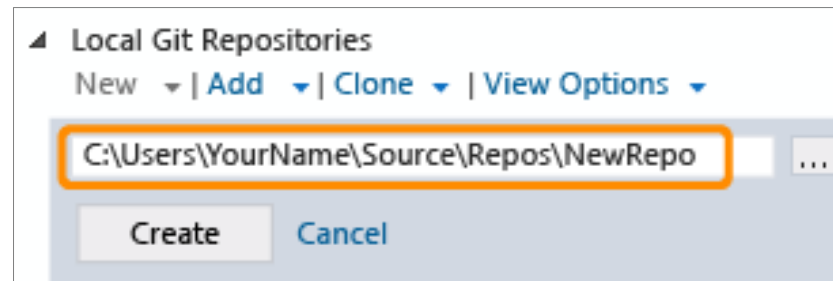 Local Git Repositories
New | Add | Clone | View Options
C:\Users\YourName\Source\Repos\NewRepo ...
Create Cancel